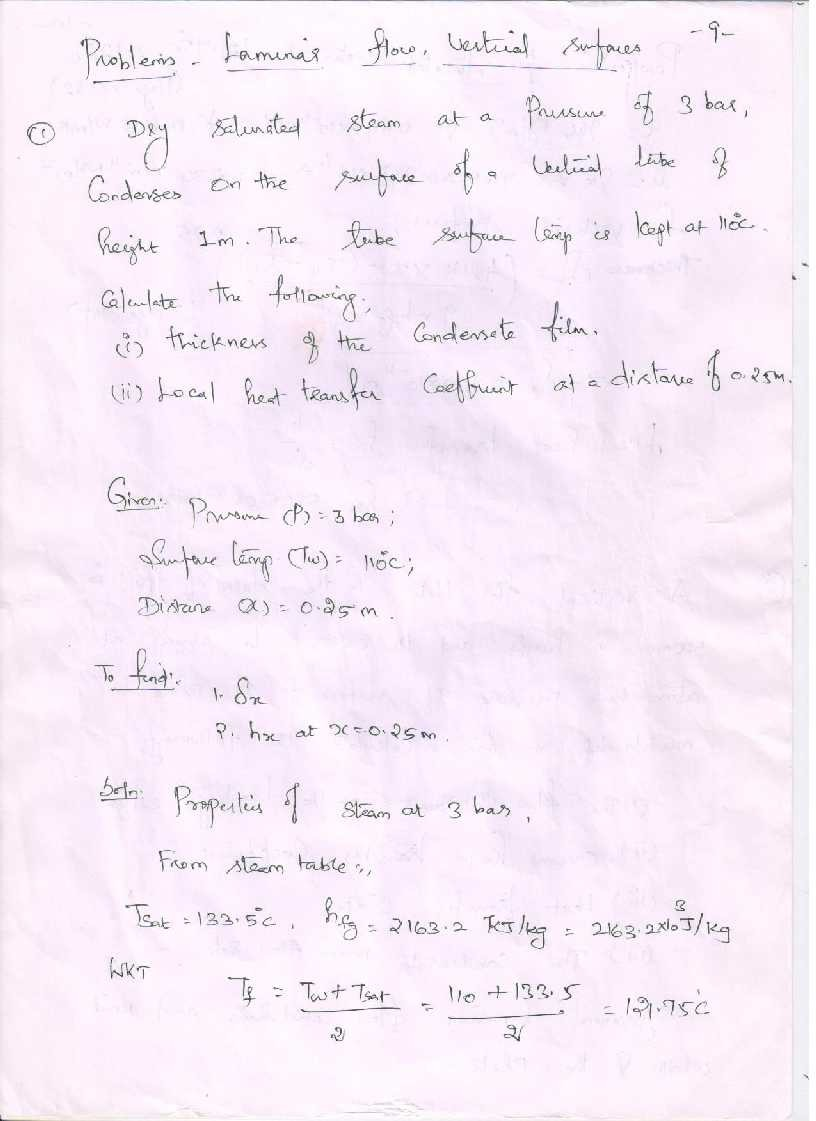 -9-
Problems - Laminar flow, Vertical surfaces
① Dry saturated steam at a Pressure of 3 bar,
Condenses on the surface of a Vertical tube of
height 1m. The tube surface temp is kept at 110°C.
Calculate the following;
(i) thickness of the Condensate film.
(ii) Local heat transfer Coefficient at a distance of 0.25m.
Given: Pressure (P) = 3 bar;
Surface temp (Tw) = 110°C;
Distance (x) = 0.25 m.
To find:
1. δx
2. hx at x=0.25 m.
Soln: Properties of steam at 3 bar,
From steam table :,
Tsat = 133.5°C, hfg = 2163.2 KJ/kg = 2163.2x10³ J/kg
WKT
Tf = Tw + Tsat / 2 = 110 + 133.5 / 2 = 121.75°C